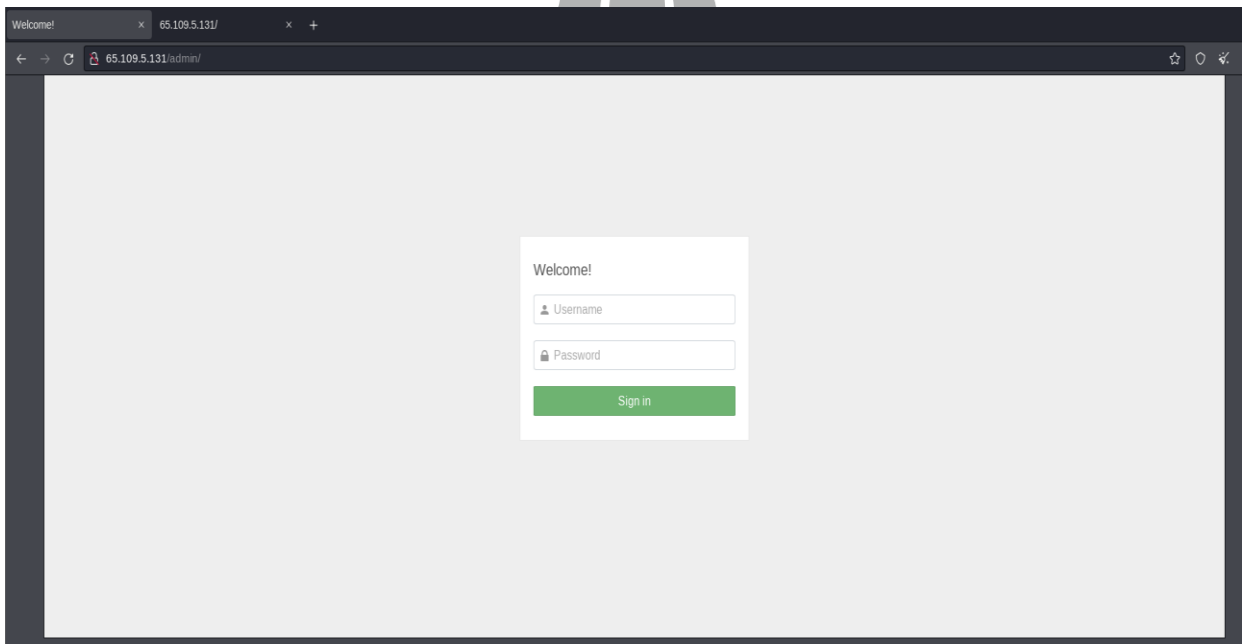 Welcome! × 65.109.5.131/ × +
65.109.5.131/admin/
Welcome!
Username
Password
Sign in